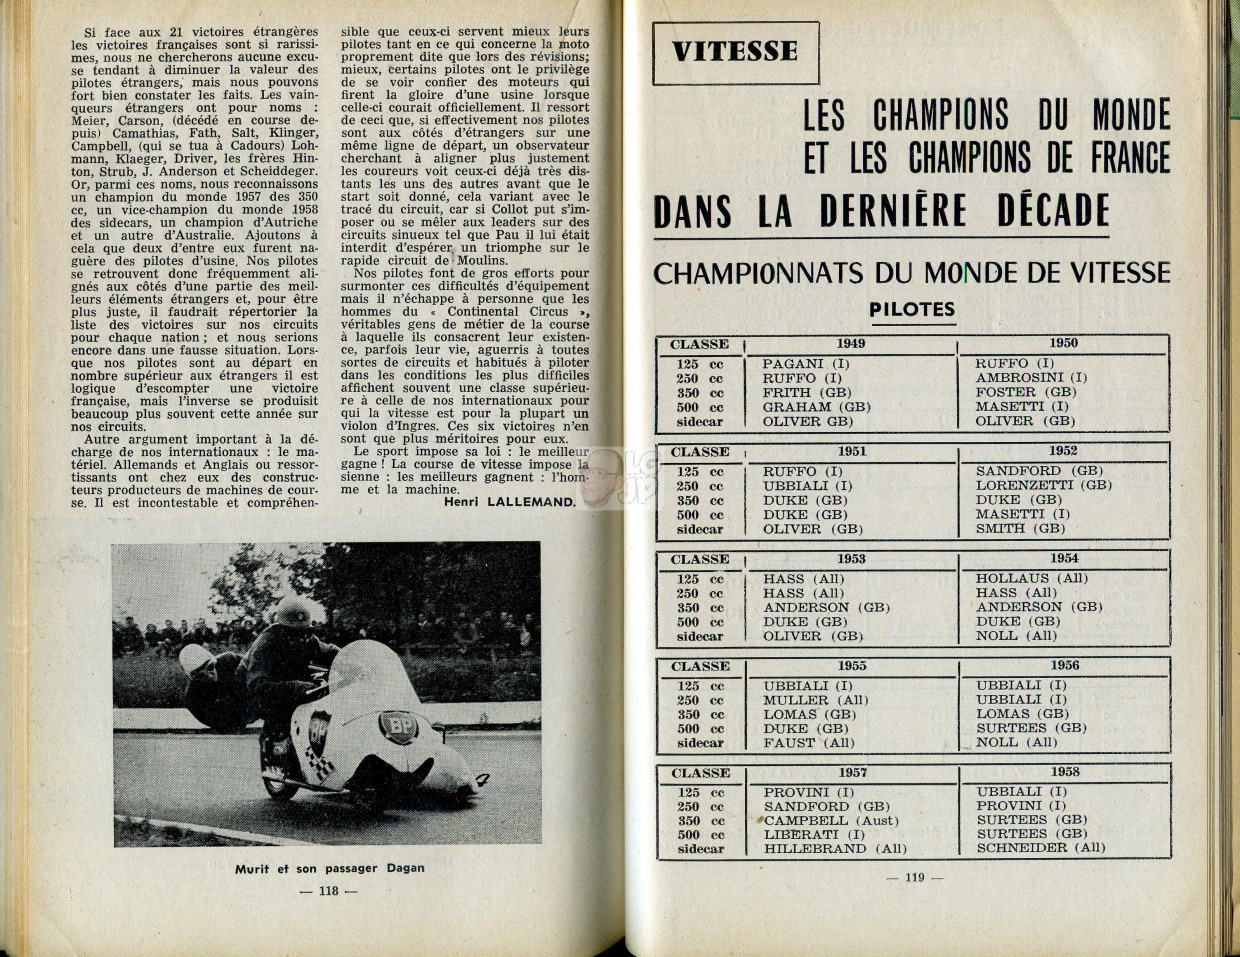 Si face aux 21 victoires étrangères
les victoires françaises sont si rarissi-
mes, nous ne chercherons aucune excu-
se tendant à diminuer la valeur des
pilotes étrangers, mais nous pouvons
fort bien constater les faits. Les vain-
queurs étrangers ont pour noms :
Meier, Carson, (décédé en course de-
puis) Camathias, Fath, Salt, Klinger,
Campbell, (qui se tua à Cadours) Loh-
mann, Klaeger, Driver, les frères Hin-
ton, Strub, J. Anderson et Scheiddeger.
Or, parmi ces noms, nous reconnaissons
un champion du monde 1957 des 350
cc, un vice-champion du monde 1958
des sidecars, un champion d'Autriche
et un autre d'Australie. Ajoutons à
cela que deux d'entre eux furent na-
guère des pilotes d'usine. Nos pilotes
se retrouvent donc fréquemment ali-
gnés aux côtés d'une partie des meil-
leurs éléments étrangers et, pour être
plus juste, il faudrait répertorier la
liste des victoires sur nos circuits
pour chaque nation ; et nous serions
encore dans une fausse situation. Lors-
que nos pilotes sont au départ en
nombre supérieur aux étrangers il est
logique d'escompter une victoire
française, mais l'inverse se produisit
beaucoup plus souvent cette année sur
nos circuits.
Autre argument important à la dé-
charge de nos internationaux : le ma-
tériel. Allemands et Anglais ou ressor-
tissants ont chez eux des construc-
teurs producteurs de machines de cour-
se. Il est incontestable et compréhen-
sible que ceux-ci servent mieux leurs
pilotes tant en ce qui concerne la moto
proprement dite que lors des révisions;
mieux, certains pilotes ont le privilège
de se voir confier des moteurs qui
firent la gloire d'une usine lorsque
celle-ci courait officiellement. Il ressort
de ceci que, si effectivement nos pilotes
sont aux côtés d'étrangers sur une
même ligne de départ, un observateur
cherchant à aligner plus justement
les coureurs voit ceux-ci déjà très dis-
tants les uns des autres avant que le
start soit donné, cela variant avec le
tracé du circuit, car si Collot put s'im-
poser ou se mêler aux leaders sur des
circuits sinueux tel que Pau il lui était
interdit d'espérer un triomphe sur le
rapide circuit de Moulins.
Nos pilotes font de gros efforts pour
surmonter ces difficultés d'équipement
mais il n'échappe à personne que les
hommes du « Continental Circus »,
véritables gens de métier de la course
à laquelle ils consacrent leur existen-
ce, parfois leur vie, aguerris à toutes
sortes de circuits et habitués à piloter
dans les conditions les plus difficiles
affichent souvent une classe supérieu-
re à celle de nos internationaux pour
qui la vitesse est pour la plupart un
violon d'Ingres. Ces six victoires n'en
sont que plus méritoires pour eux.
Le sport impose sa loi : le meilleur
gagne ! La course de vitesse impose la
sienne : les meilleurs gagnent : l'hom-
me et la machine.
Henri LALLEMAND.
BP
Murit et son passager Dagan
— 118 —
VITESSE
LES CHAMPIONS DU MONDE
ET LES CHAMPIONS DE FRANCE
DANS LA DERNIÈRE DÉCADE
CHAMPIONNATS DU MONDE DE VITESSE
PILOTES
CLASSE 1949 1950
125 cc PAGANI (I) RUFFO (I)
250 cc RUFFO (I) AMBROSINI (I)
350 cc FRITH (GB) FOSTER (GB)
500 cc GRAHAM (GB) MASETTI (I)
sidecar OLIVER GB) OLIVER (GB)
CLASSE 1951 1952
125 cc RUFFO (I) SANDFORD (GB)
250 cc UBBIALI (I) LORENZETTI (GB)
350 cc DUKE (GB) DUKE (GB)
500 cc DUKE (GB) MASETTI (I)
sidecar OLIVER (GB) SMITH (GB)
CLASSE 1953 1954
125 cc HASS (All) HOLLAUS (All)
250 cc HASS (All) HASS (All)
350 cc ANDERSON (GB) ANDERSON (GB)
500 cc DUKE (GB) DUKE (GB)
sidecar OLIVER (GB) NOLL (All)
CLASSE 1955 1956
125 cc UBBIALI (I) UBBIALI (I)
250 cc MULLER (All) UBBIALI (I)
350 cc LOMAS (GB) LOMAS (GB)
500 cc DUKE (GB) SURTEES (GB)
sidecar FAUST (All) NOLL (All)
CLASSE 1957 1958
125 cc PROVINI (I) UBBIALI (I)
250 cc SANDFORD (GB) PROVINI (I)
350 cc CAMPBELL (Aust) SURTEES (GB)
500 cc LIBERATI (I) SURTEES (GB)
sidecar HILLEBRAND (All) SCHNEIDER (All)
— 119 —